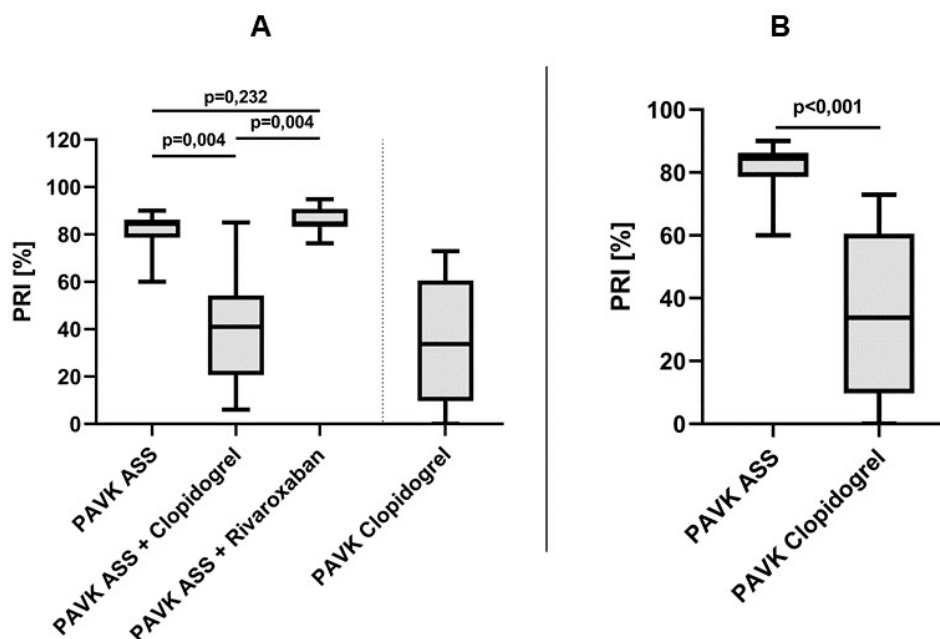 A
p=0,232
p=0,004
p=0,004
PRI [%]
120
100
80
60
40
20
0
PAVK ASS
PAVK ASS + Clopidogrel
PAVK ASS + Rivaroxaban
PAVK Clopidogrel
B
p<0,001
PRI [%]
100
80
60
40
20
0
PAVK ASS
PAVK Clopidogrel